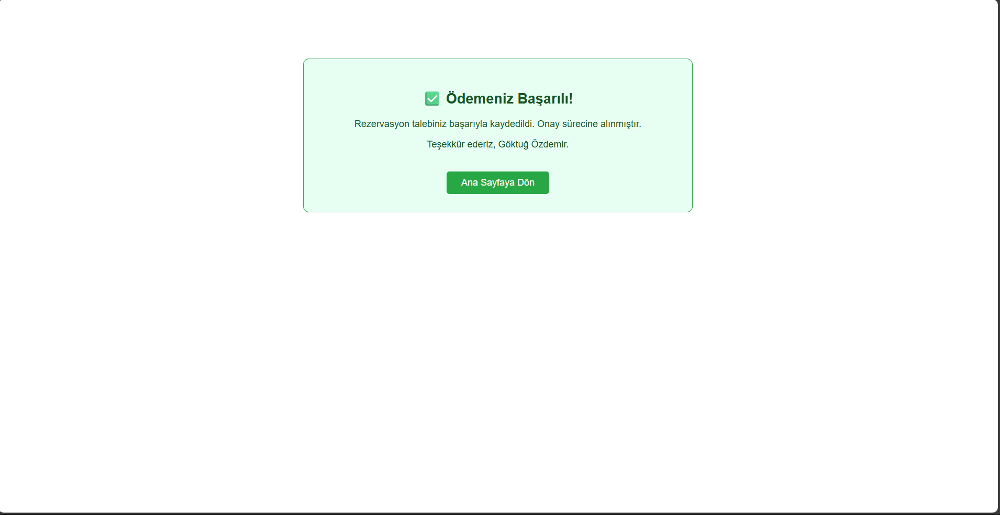 ✅ Ödemeniz Başarılı!
Rezervasyon talebiniz başarıyla kaydedildi. Onay sürecine alınmıştır.
Teşekkür ederiz, Göktuğ Özdemir.
Ana Sayfaya Dön